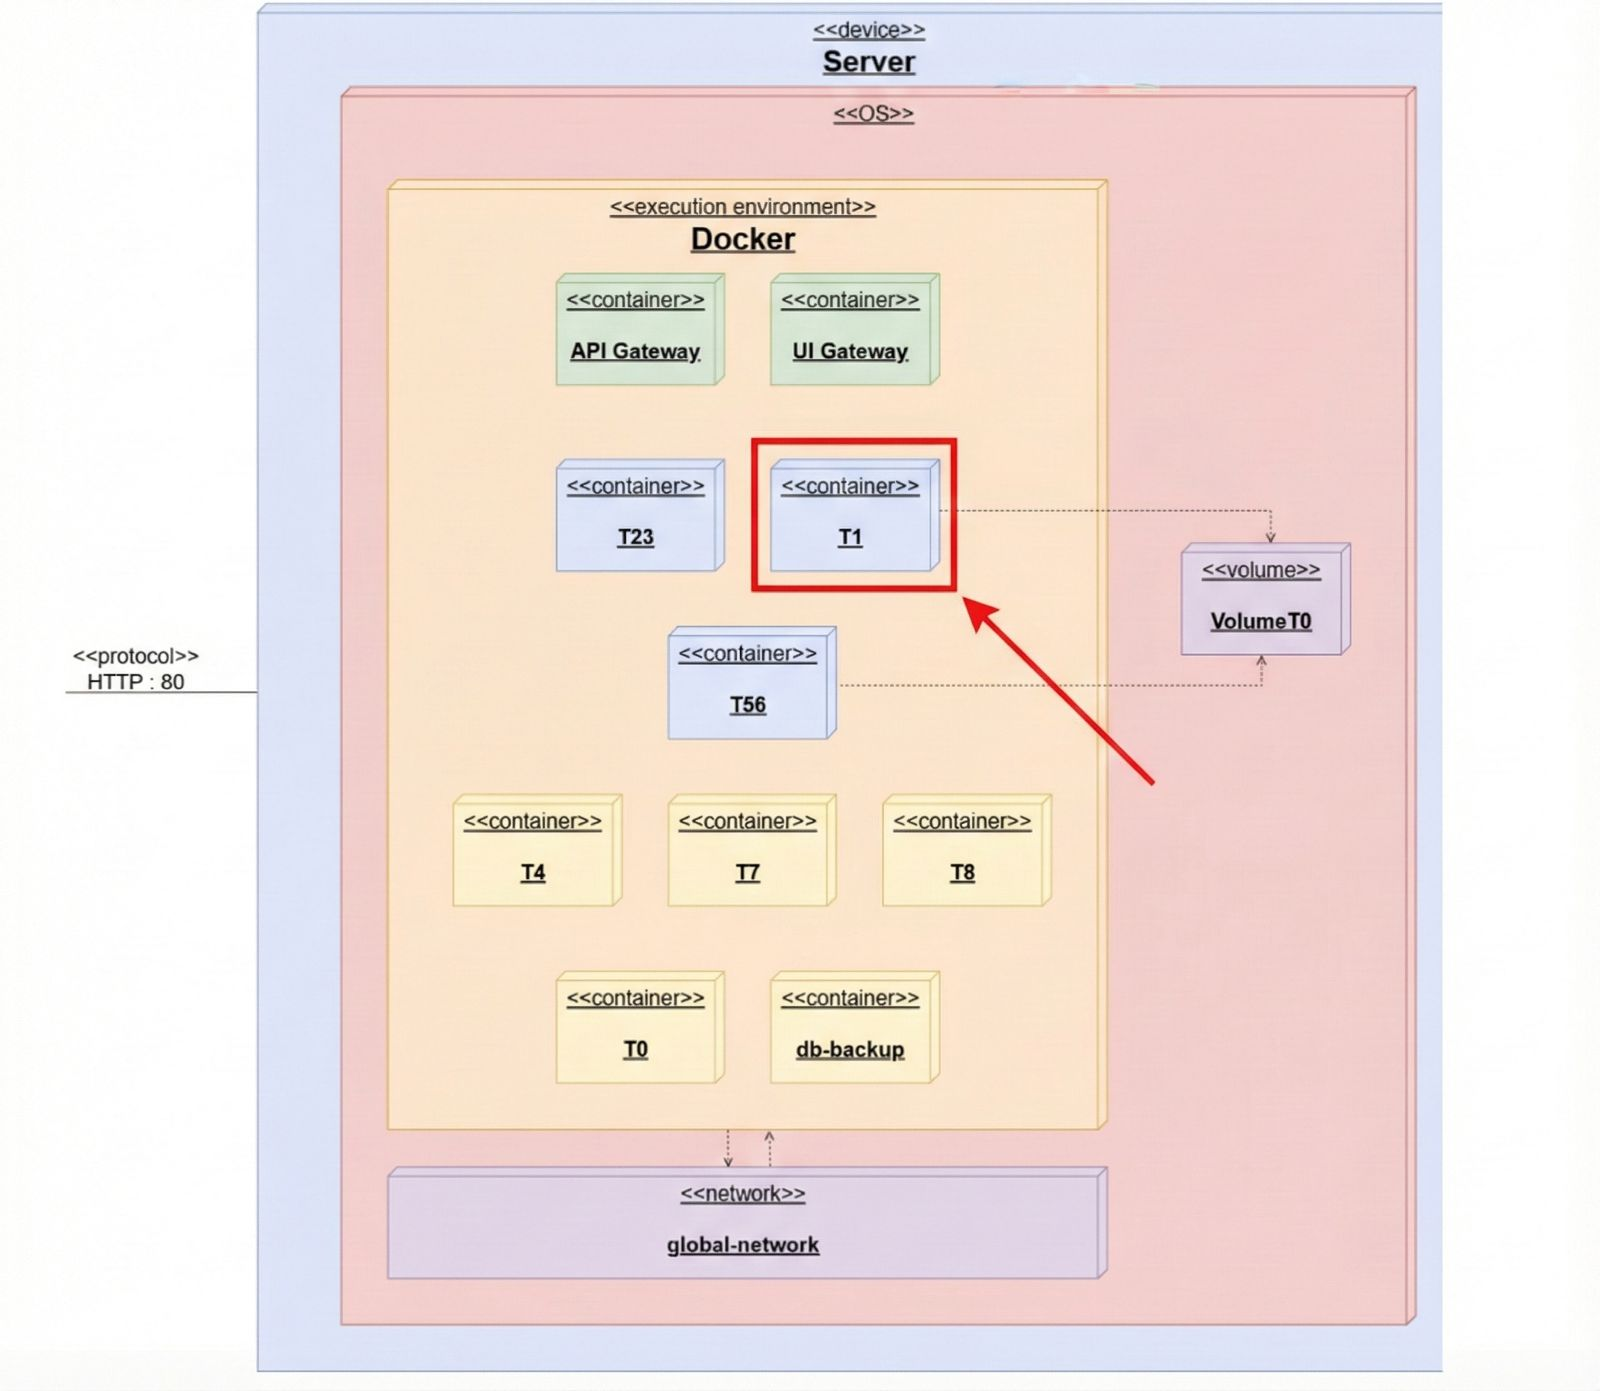 <<device>>
Server
<<OS>>
<<execution environment>>
Docker
<<container>>
API Gateway
<<container>>
UI Gateway
<<container>>
T23
<<container>>
T1
<<volume>>
VolumeT0
<<container>>
T56
<<protocol>>
HTTP : 80
<<container>>
T4
<<container>>
T7
<<container>>
T8
<<container>>
T0
<<container>>
db-backup
<<network>>
global-network